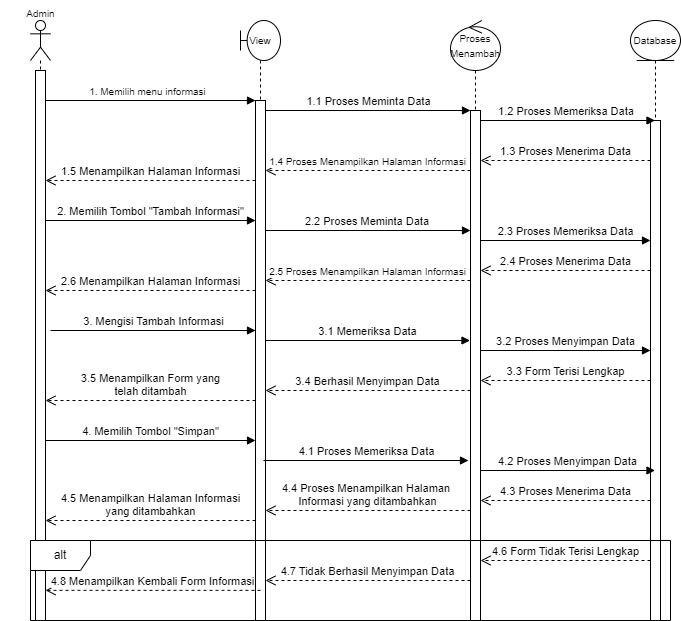 Admin
View
Proses
Menambah
Database
1. Memilih menu informasi
1.1 Proses Meminta Data
1.2 Proses Memeriksa Data
1.3 Proses Menerima Data
1.4 Proses Menampilkan Halaman Informasi
1.5 Menampilkan Halaman Informasi
2. Memilih Tombol "Tambah Informasi"
2.2 Proses Meminta Data
2.3 Proses Memeriksa Data
2.4 Proses Menerima Data
2.5 Proses Menampilkan Halaman Informasi
2.6 Menampilkan Halaman Informasi
3. Mengisi Tambah Informasi
3.1 Memeriksa Data
3.2 Proses Menyimpan Data
3.3 Form Terisi Lengkap
3.4 Berhasil Menyimpan Data
3.5 Menampilkan Form yang
telah ditambah
4. Memilih Tombol "Simpan"
4.1 Proses Memeriksa Data
4.2 Proses Menyimpan Data
4.3 Proses Menerima Data
4.4 Proses Menampilkan Halaman
Informasi yang ditambahkan
4.5 Menampilkan Halaman Informasi
yang ditambahkan
alt
4.6 Form Tidak Terisi Lengkap
4.7 Tidak Berhasil Menyimpan Data
4.8 Menampilkan Kembali Form Informasi